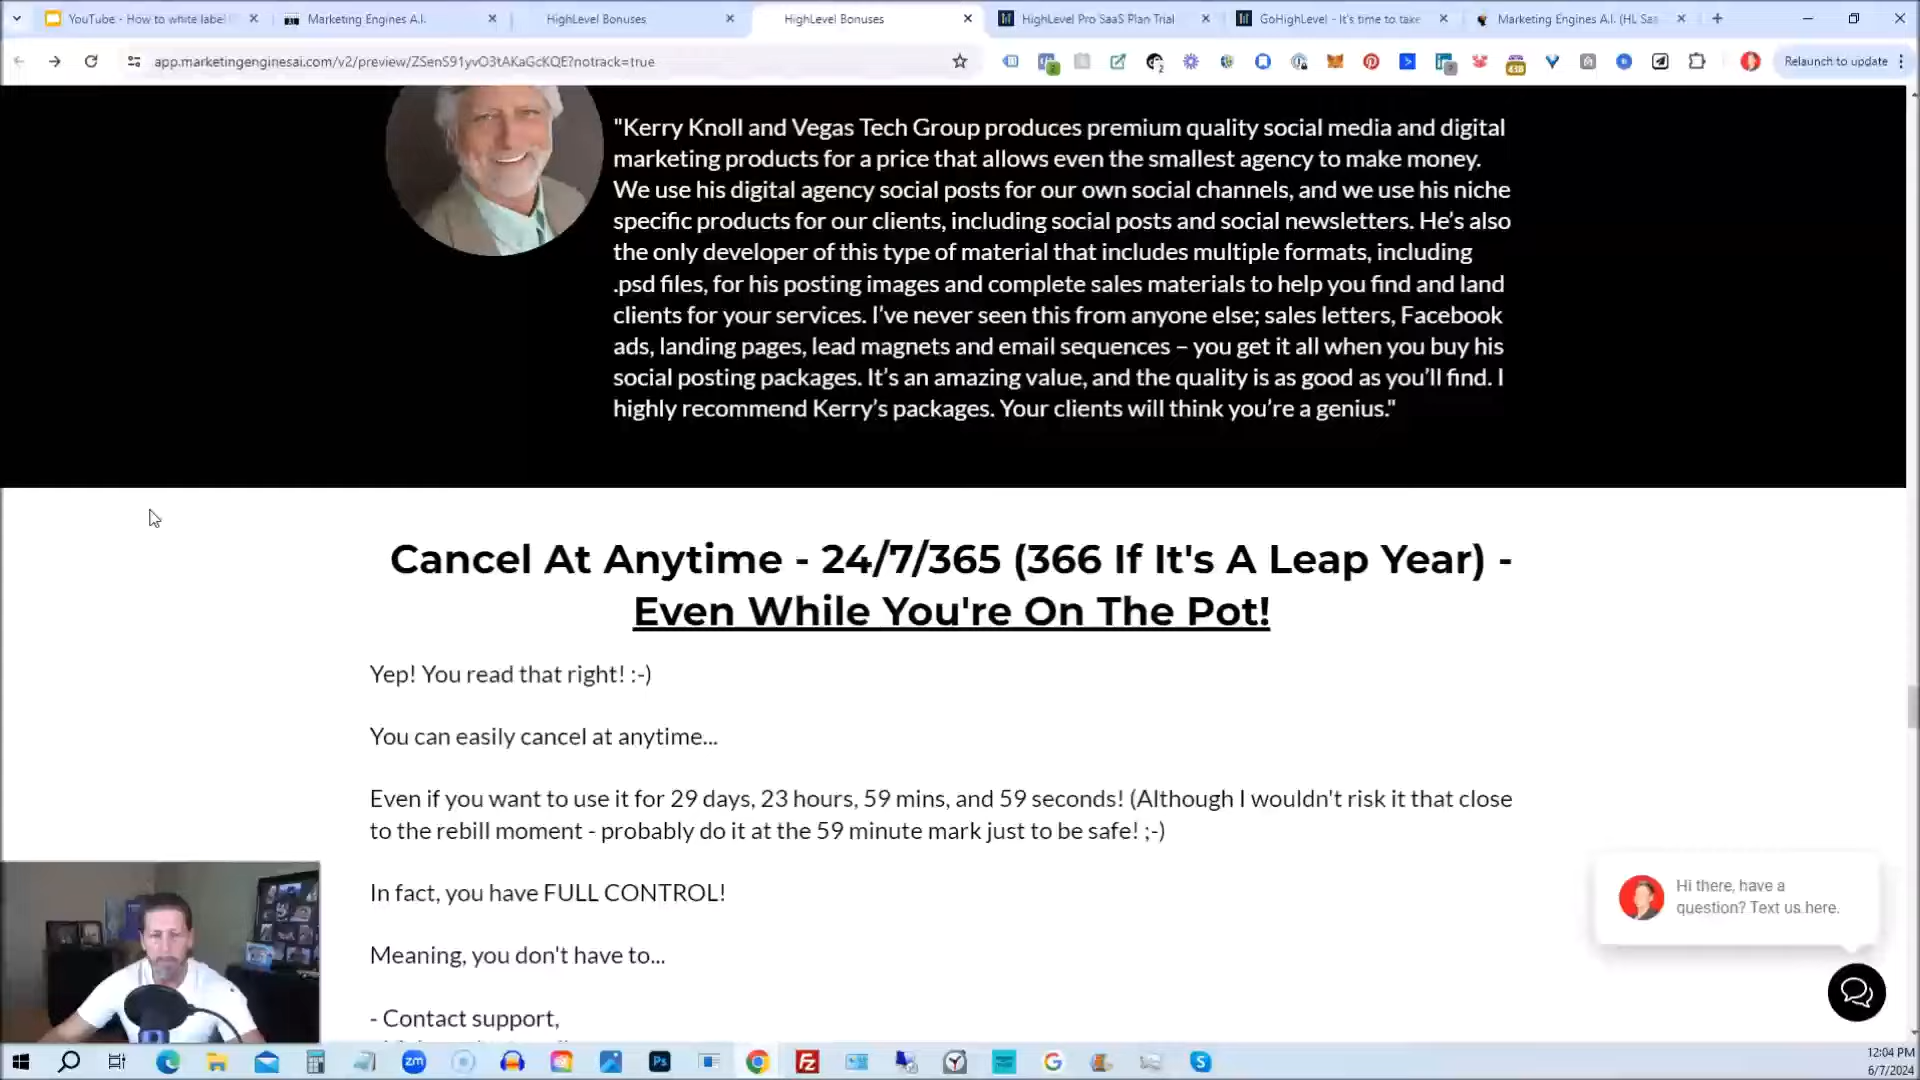 YouTube - How to white label
Marketing Engines A.I.
HighLevel Bonuses
HighLevel Bonuses
HighLevel Pro SaaS Plan Trial
GoHighLevel - It's time to take
Marketing Engines A.I. (HL Saa
app.marketingenginesai.com/v2/preview/ZSenS91yvO3tAKaGcKQE?notrack=true
Relaunch to update
"Kerry Knoll and Vegas Tech Group produces premium quality social media and digital
marketing products for a price that allows even the smallest agency to make money.
We use his digital agency social posts for our own social channels, and we use his niche
specific products for our clients, including social posts and social newsletters. He's also
the only developer of this type of material that includes multiple formats, including
.psd files, for his posting images and complete sales materials to help you find and land
clients for your services. I've never seen this from anyone else; sales letters, Facebook
ads, landing pages, lead magnets and email sequences – you get it all when you buy his
social posting packages. It's an amazing value, and the quality is as good as you'll find. I
highly recommend Kerry's packages. Your clients will think you're a genius."
Cancel At Anytime - 24/7/365 (366 If It's A Leap Year) -
Even While You're On The Pot!
Yep! You read that right! :-)
You can easily cancel at anytime...
Even if you want to use it for 29 days, 23 hours, 59 mins, and 59 seconds! (Although I wouldn't risk it that close
to the rebill moment - probably do it at the 59 minute mark just to be safe! ;-)
In fact, you have FULL CONTROL!
Meaning, you don't have to...
- Contact support,
Hi there, have a
question? Text us here.
zm
Ps
Fz
12:04 PM
6/7/2024